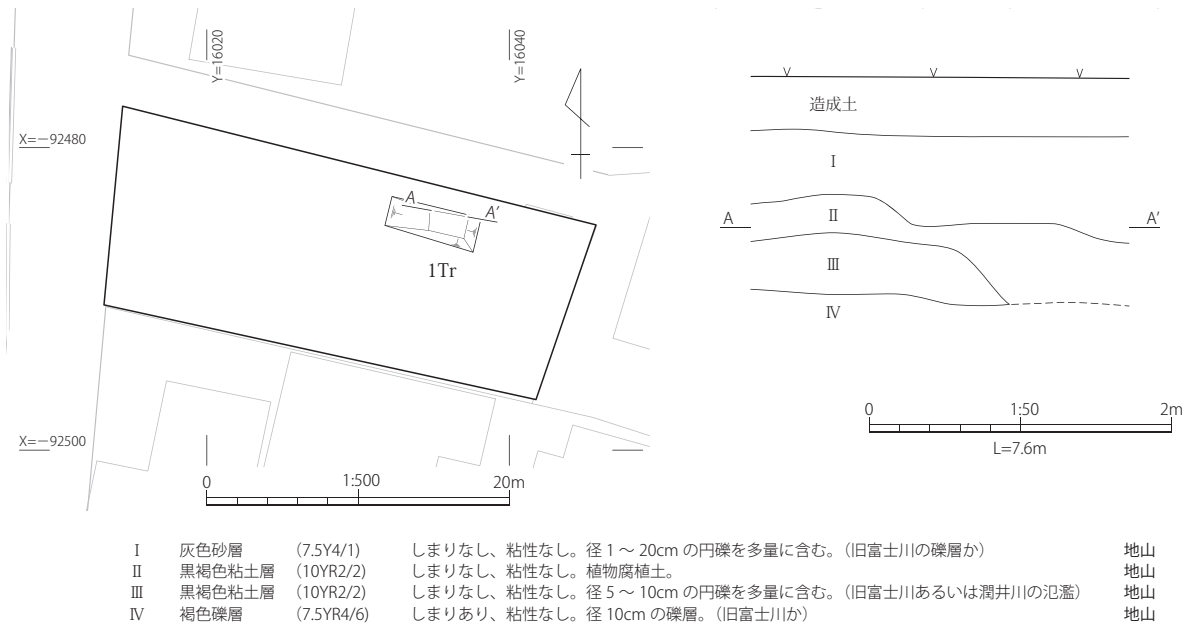 Y=16020
Y=16040
X=−92480
A
A'
1Tr
X=−92500
0
1:500
20m
造成土
Ⅰ
A
Ⅱ
A'
Ⅲ
Ⅳ
0
1:50
2m
L=7.6m
Ⅰ 灰色砂層 （7.5Y4/1） しまりなし、粘性なし。径 1 ～ 20cm の円礫を多量に含む。（旧富士川の礫層か） 地山
Ⅱ 黒褐色粘土層 （10YR2/2） しまりなし、粘性なし。植物腐植土。 地山
Ⅲ 黒褐色粘土層 （10YR2/2） しまりなし、粘性なし。径 5 ～ 10cm の円礫を多量に含む。（旧富士川あるいは潤井川の氾濫） 地山
Ⅳ 褐色礫層 （7.5YR4/6） しまりあり、粘性なし。径 10cm の礫層。（旧富士川か） 地山